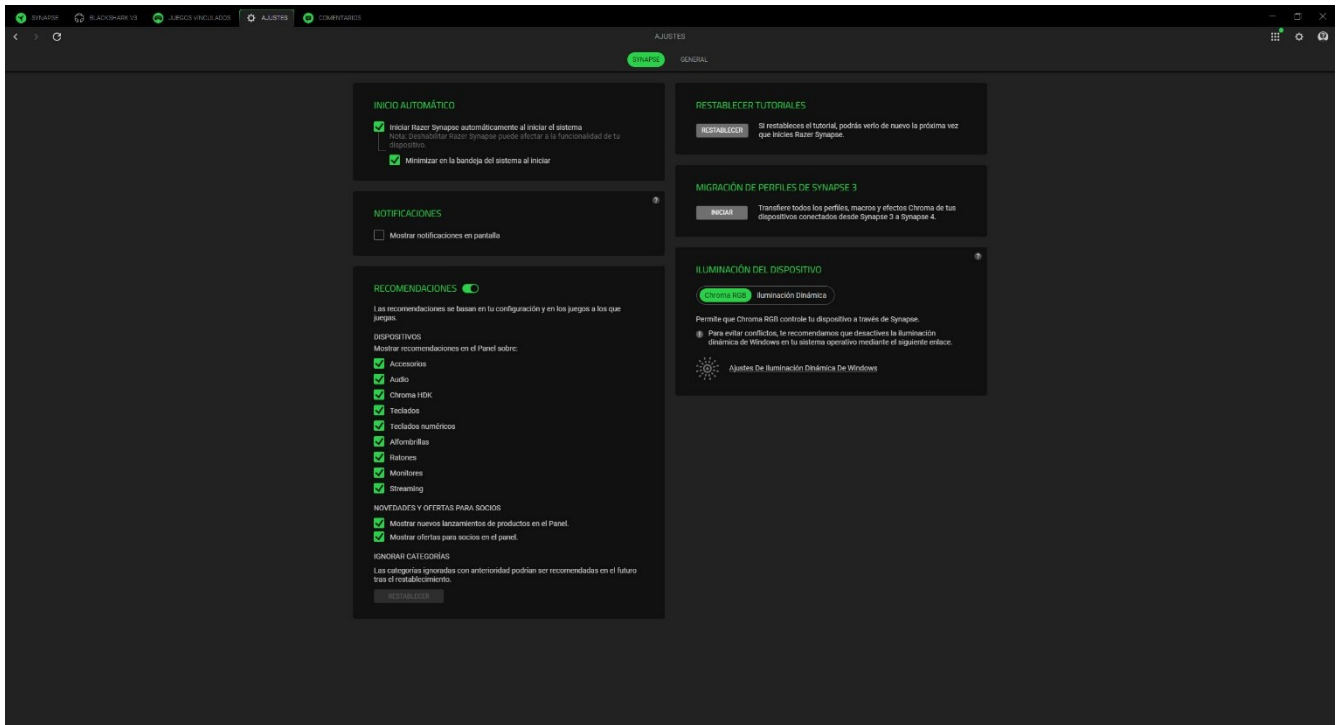 SYNAPSE
BLACKSHARK V3
JUEGOS VINCULADOS
AJUSTES
COMENTARIOS
AJUSTES
SYNAPSE
GENERAL
INICIO AUTOMÁTICO
Iniciar Razer Synapse automáticamente al iniciar el sistema
Nota: Deshabilitar Razer Synapse puede afectar a la funcionalidad de tu
dispositivo.
Minimizar en la bandeja del sistema al iniciar
NOTIFICACIONES
Mostrar notificaciones en pantalla
RECOMENDACIONES
Las recomendaciones se basan en tu configuración y en los juegos a los que
juegas.
DISPOSITIVOS
Mostrar recomendaciones en el Panel sobre:
Accesorios
Audio
Chroma HDK
Teclados
Teclados numéricos
Alfombrillas
Ratones
Monitores
Streaming
NOVEDADES Y OFERTAS PARA SOCIOS
Mostrar nuevos lanzamientos de productos en el Panel.
Mostrar ofertas para socios en el panel.
IGNORAR CATEGORÍAS
Las categorías ignoradas con anterioridad podrían ser recomendadas en el futuro
tras el restablecimiento.
RESTABLECER
RESTABLECER TUTORIALES
RESTABLECER
Si restableces el tutorial, podrás verlo de nuevo la próxima vez
que inicies Razer Synapse.
MIGRACIÓN DE PERFILES DE SYNAPSE 3
INICIAR
Transfiere todos los perfiles, macros y efectos Chroma de tus
dispositivos conectados desde Synapse 3 a Synapse 4.
ILUMINACIÓN DEL DISPOSITIVO
Chroma RGB
Iluminación Dinámica
Permite que Chroma RGB controle tu dispositivo a través de Synapse.
Para evitar conflictos, te recomendamos que desactives la iluminación
dinámica de Windows en tu sistema operativo mediante el siguiente enlace.
Ajustes De Iluminación Dinámica De Windows